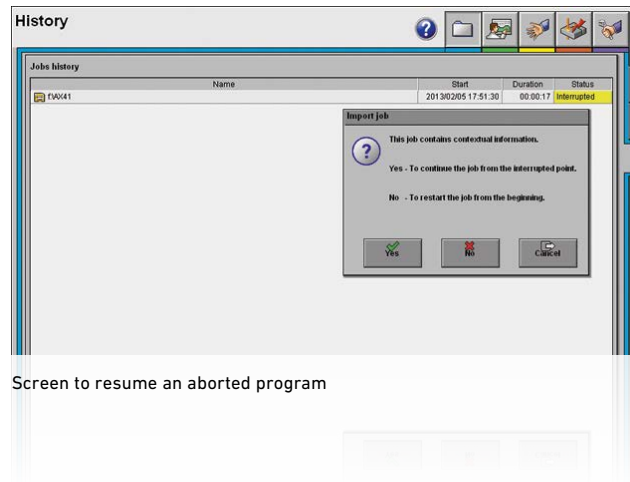 History
Jobs history
Name Start Duration Status
f:\AX41 2013/02/05 17:51:30 00:00:17 Interrupted
Import job
This job contains contextual information.
Yes - To continue the job from the interrupted point.
No - To restart the job from the beginning.
Yes No Cancel
Screen to resume an aborted program